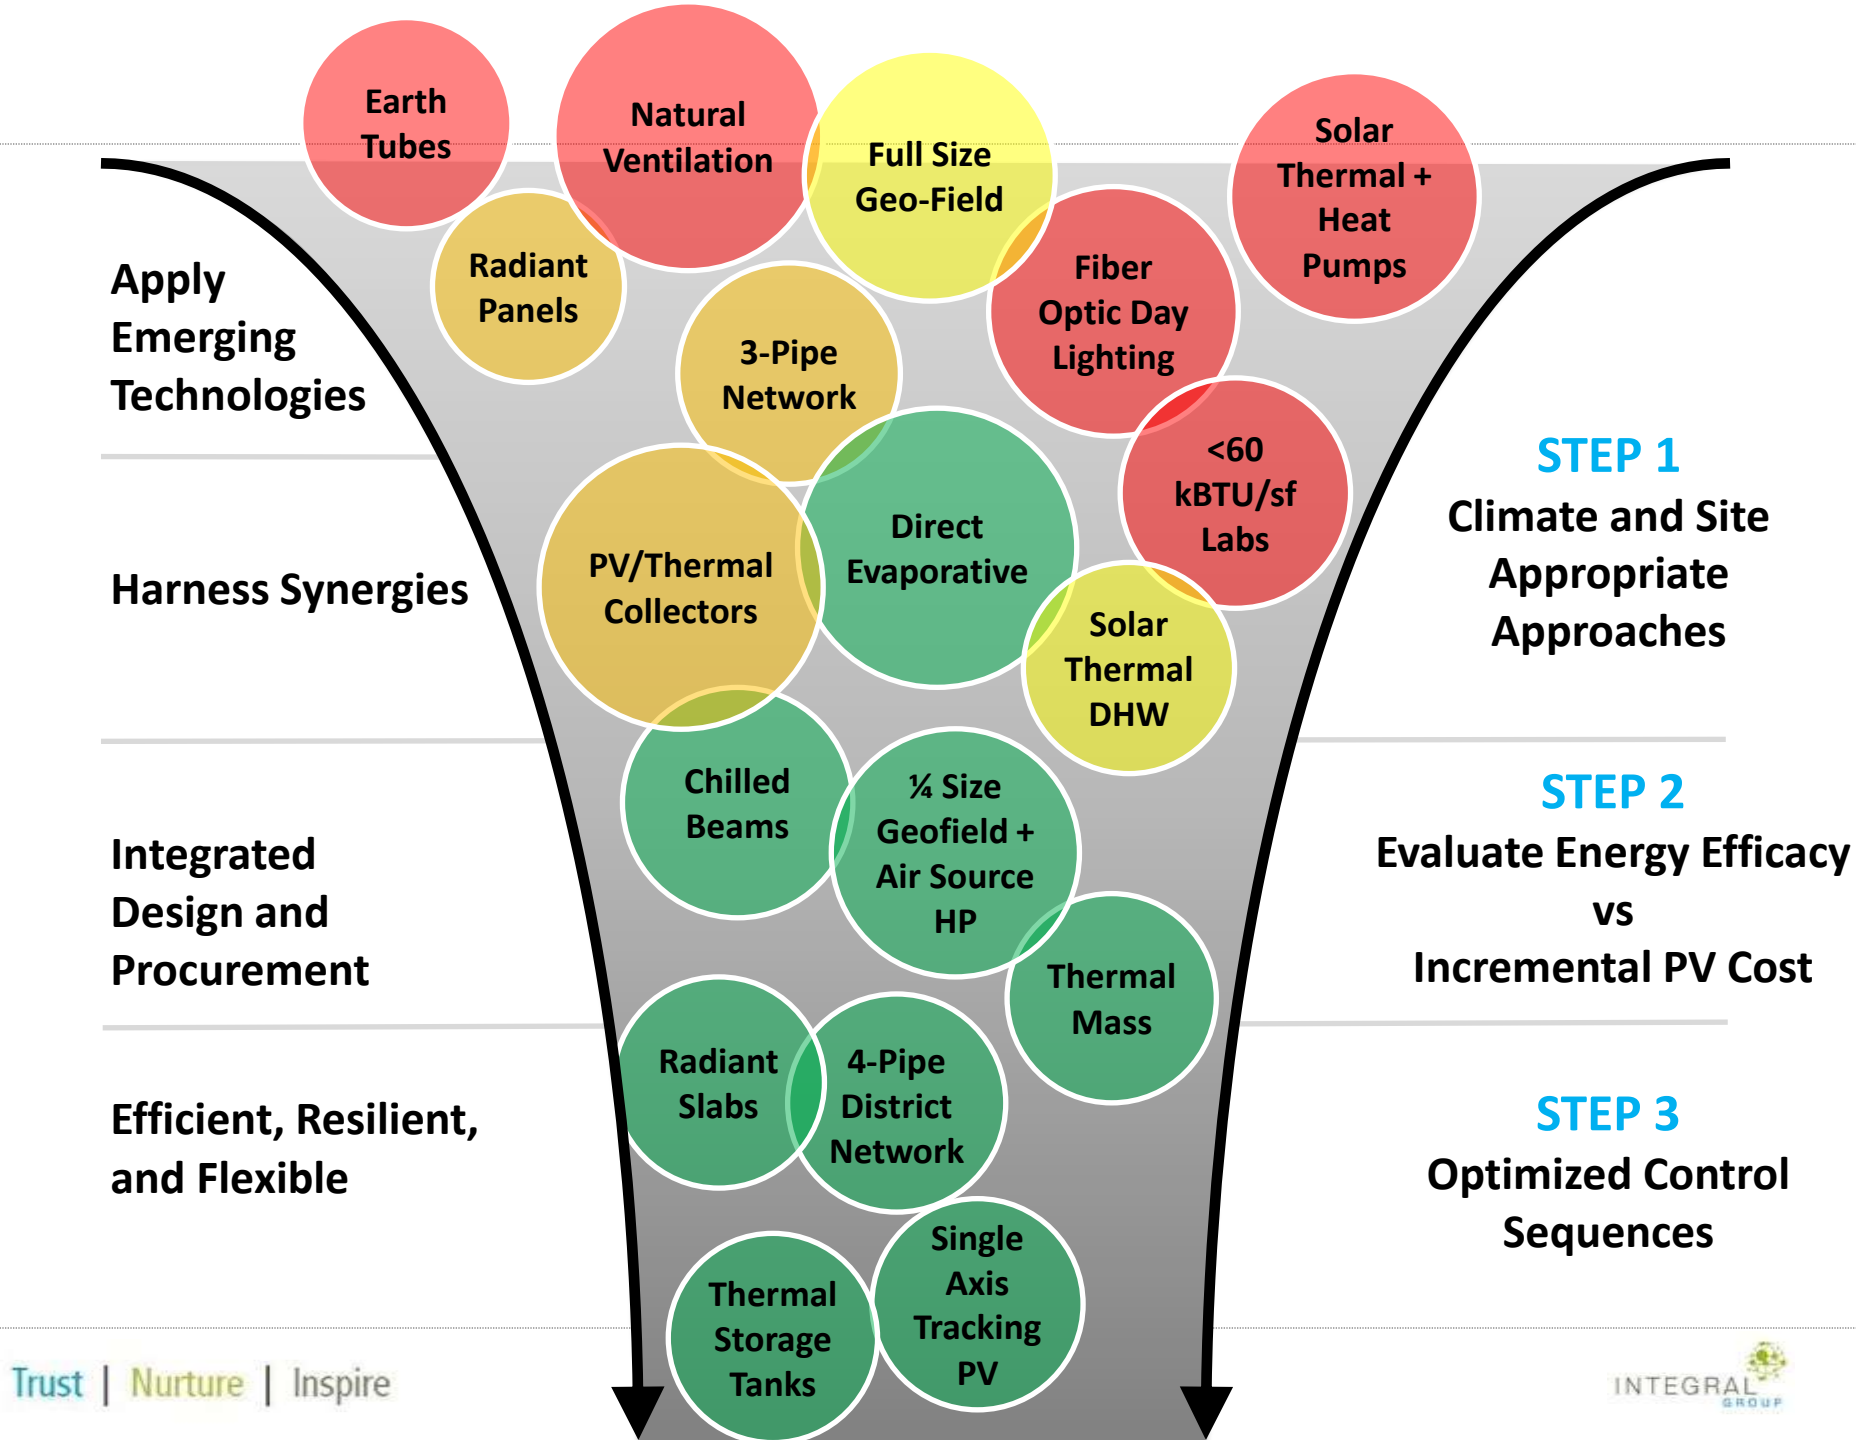 Earth
Tubes
Natural
Ventilation
Full Size
Geo-Field
Solar
Thermal +
Heat
Pumps
Radiant
Panels
Fiber
Optic Day
Lighting
3-Pipe
Network
<60
kBTU/sf
Labs
Direct
Evaporative
PV/Thermal
Collectors
Solar
Thermal
DHW
Chilled
Beams
¼ Size
Geofield +
Air Source
HP
Thermal
Mass
Radiant
Slabs
4-Pipe
District
Network
Single
Axis
Tracking
PV
Thermal
Storage
Tanks
Apply
Emerging
Technologies
Harness Synergies
Integrated
Design and
Procurement
Efficient, Resilient,
and Flexible
STEP 1
Climate and Site
Appropriate
Approaches
STEP 2
Evaluate Energy Efficacy
vs
Incremental PV Cost
STEP 3
Optimized Control
Sequences
Trust | Nurture | Inspire
INTEGRAL
GROUP